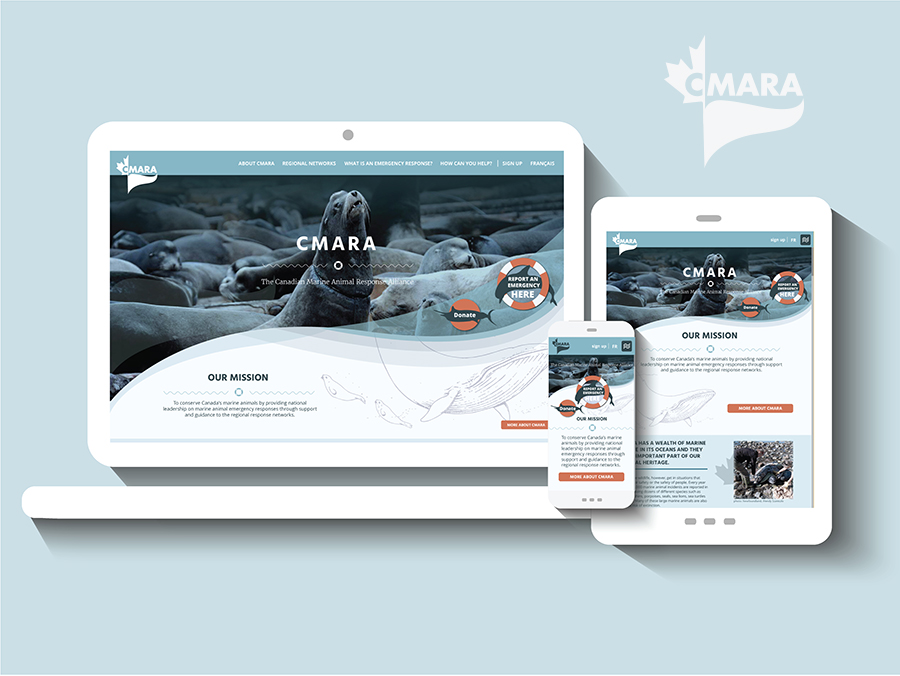 CMARA
CMARA
ABOUT CMARA REGIONAL NETWORKS WHAT IS AN EMERGENCY RESPONSE? HOW CAN YOU HELP? SIGN UP FRANÇAIS
CMARA
The Canadian Marine Animal Response Alliance
REPORT AN
EMERGENCY
HERE
Donate
OUR MISSION
To conserve Canada's marine animals by providing national
leadership on marine animal emergency responses through support
and guidance to the regional response networks.
MORE ABOUT CMARA
CMARA
sign up FR
REPORT AN
EMERGENCY
HERE
Donate
OUR MISSION
To conserve Canada's marine
animals by providing national
leadership on marine animal
emergency responses through
support and guidance to the
regional response networks.
MORE ABOUT CMARA
CMARA
sign up FR
CMARA
The Canadian Marine Animal Response
REPORT AN
EMERGENCY
HERE
Donate
OUR MISSION
To conserve Canada's marine animals by providing national
leadership on marine animal emergency responses through support
and guidance to the regional response networks.
MORE ABOUT CMARA
HAS A WEALTH OF MARINE
IN ITS OCEANS AND THEY
IMPORTANT PART OF OUR
HERITAGE.